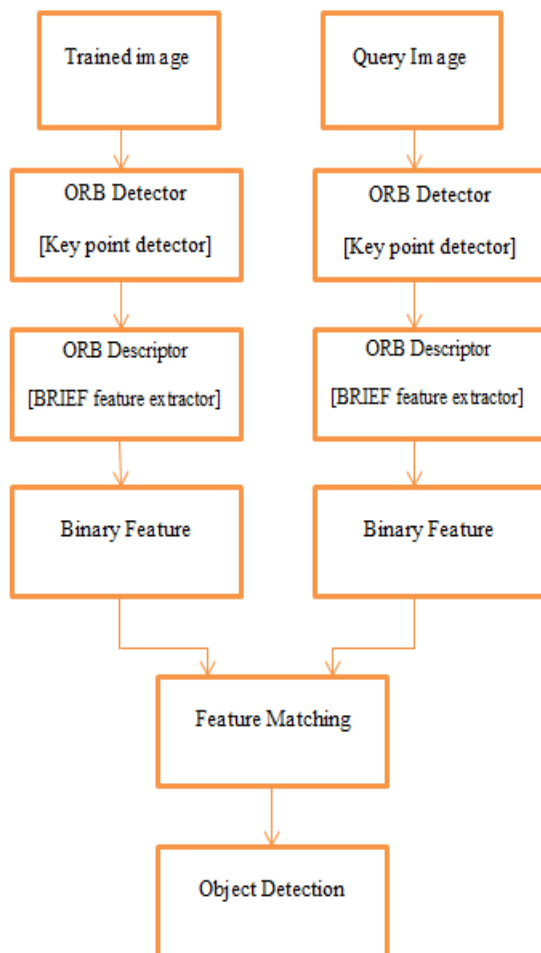 Trained image
Query Image
ORB Detector
[Key point detector]
ORB Detector
[Key point detector]
ORB Descriptor
[BRIEF feature extractor]
ORB Descriptor
[BRIEF feature extractor]
Binary Feature
Binary Feature
Feature Matching
Object Detection